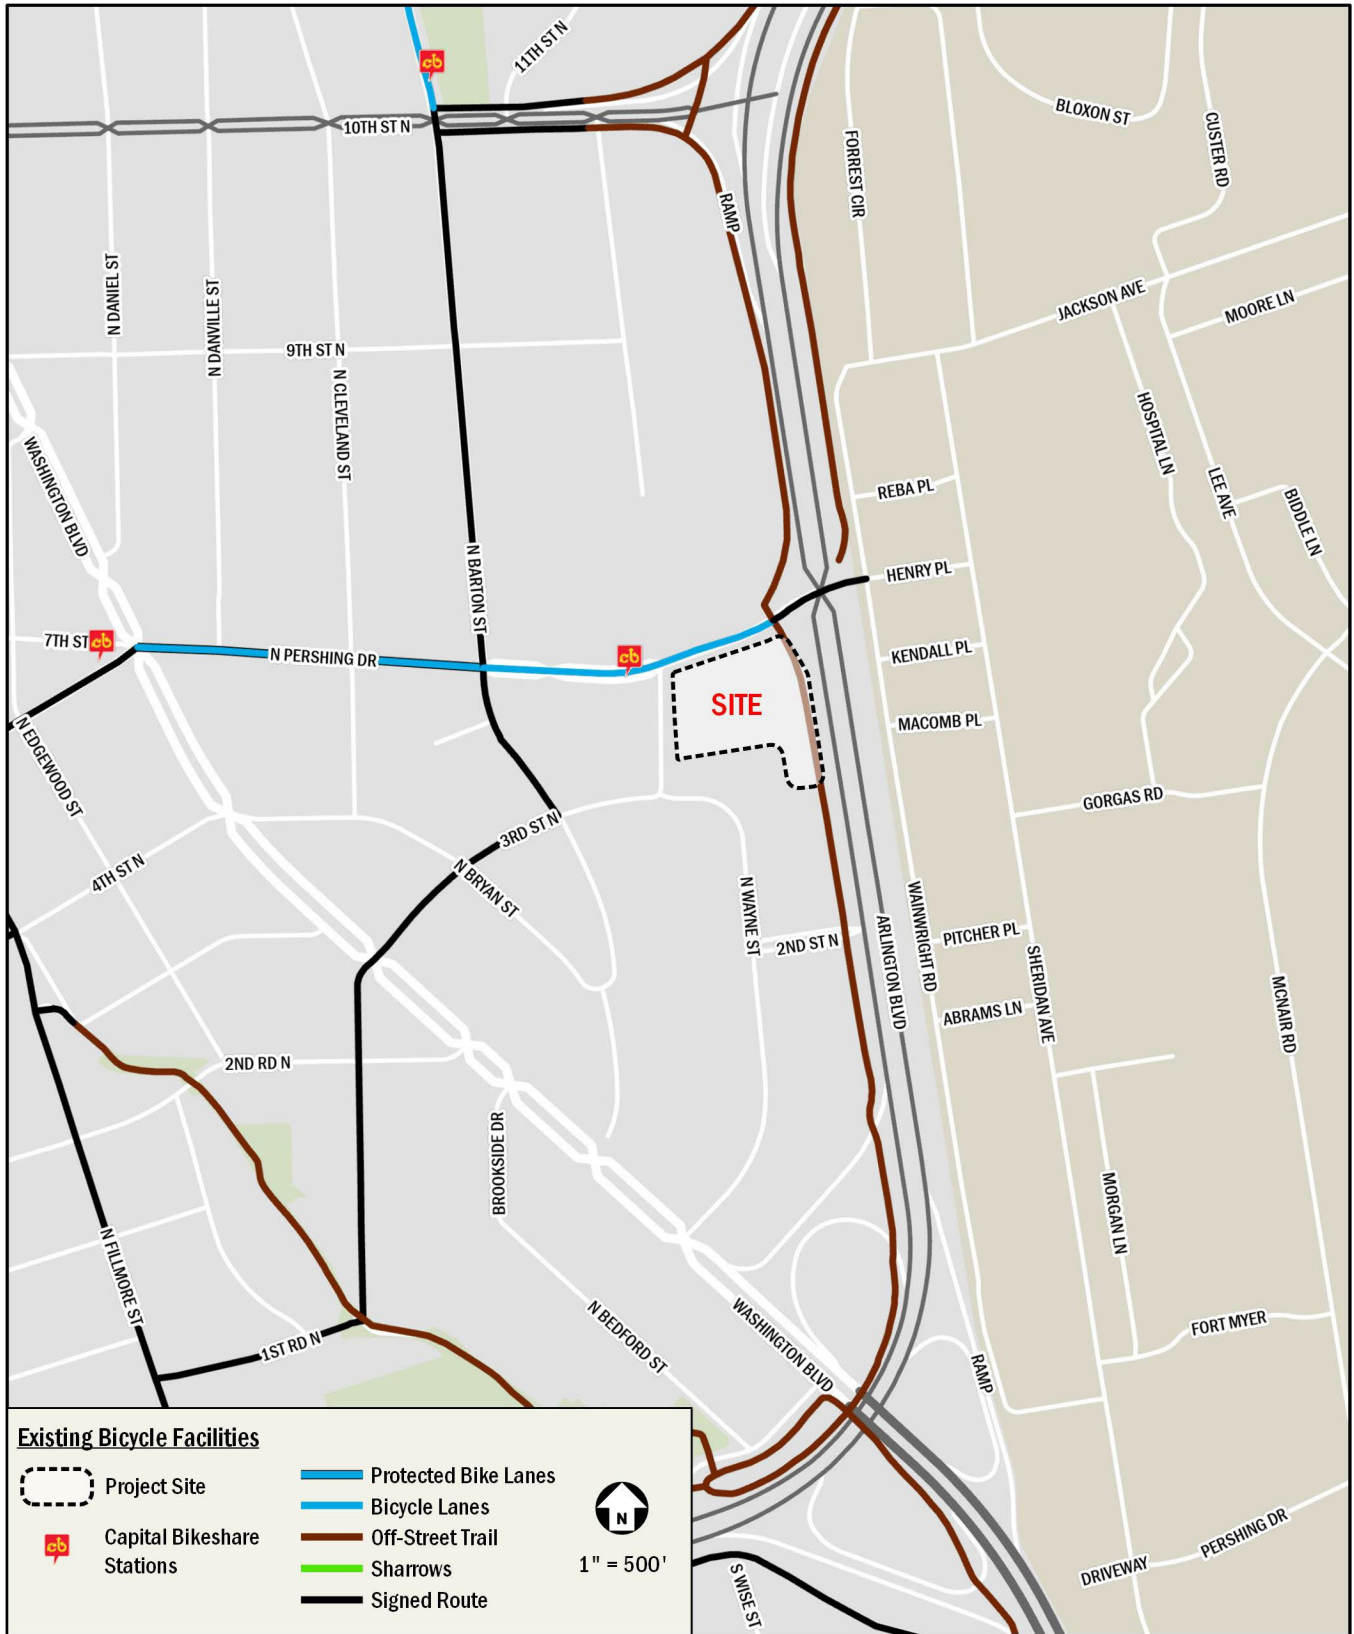 11TH ST N
10TH ST N
BLOXON ST
CUSTER RD
FORREST CIR
RAMP
N DANIEL ST
N DANVILLE ST
JACKSON AVE
MOORE LN
9TH ST N
N CLEVELAND ST
HOSPITAL LN
WASHINGTON BLVD
LEE AVE
REBA PL
BIDDLE LN
N BARTON ST
HENRY PL
7TH ST
cb
cb
cb
N PERSHING DR
KENDALL PL
SITE
MACOMB PL
N EDGEWOOD ST
GORGAS RD
3RD ST N
4TH ST N
N BRYAN ST
N WAYNE ST
WAINWRIGHT RD
2ND ST N
ARLINGTON BLVD
PITCHER PL
SHERIDAN AVE
MCNAIR RD
ABRAMS LN
2ND RD N
BROOKSIDE DR
MORGAN LN
N FILLMORE ST
N BEDFORD ST
WASHINGTON BLVD
FORT MYER
1ST RD N
RAMP
PERSHING DR
DRIVEWAY
S WISE ST
Existing Bicycle Facilities
Project Site
cb
Capital Bikeshare
Stations
Protected Bike Lanes
Bicycle Lanes
Off-Street Trail
Sharrows
Signed Route
N
1" = 500'